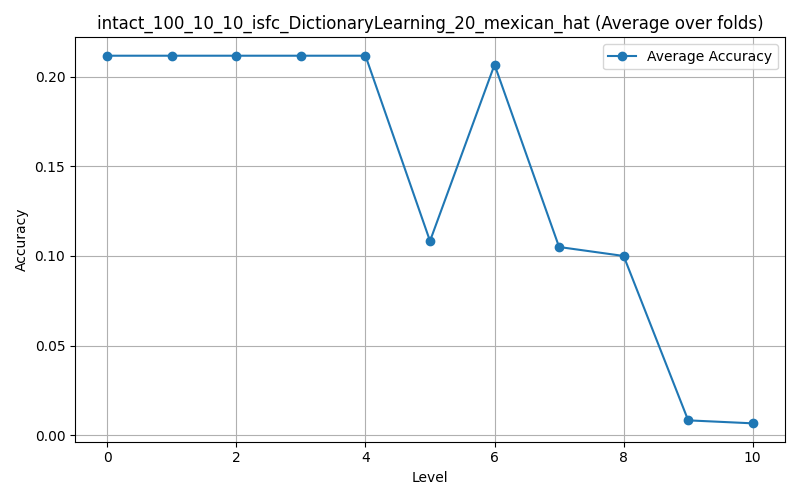 intact_100_10_10_isfc_DictionaryLearning_20_mexican_hat (Average over folds)
Average Accuracy
0.20
0.15
0.10
0.05
0.00
Accuracy
0 2 4 6 8 10
Level